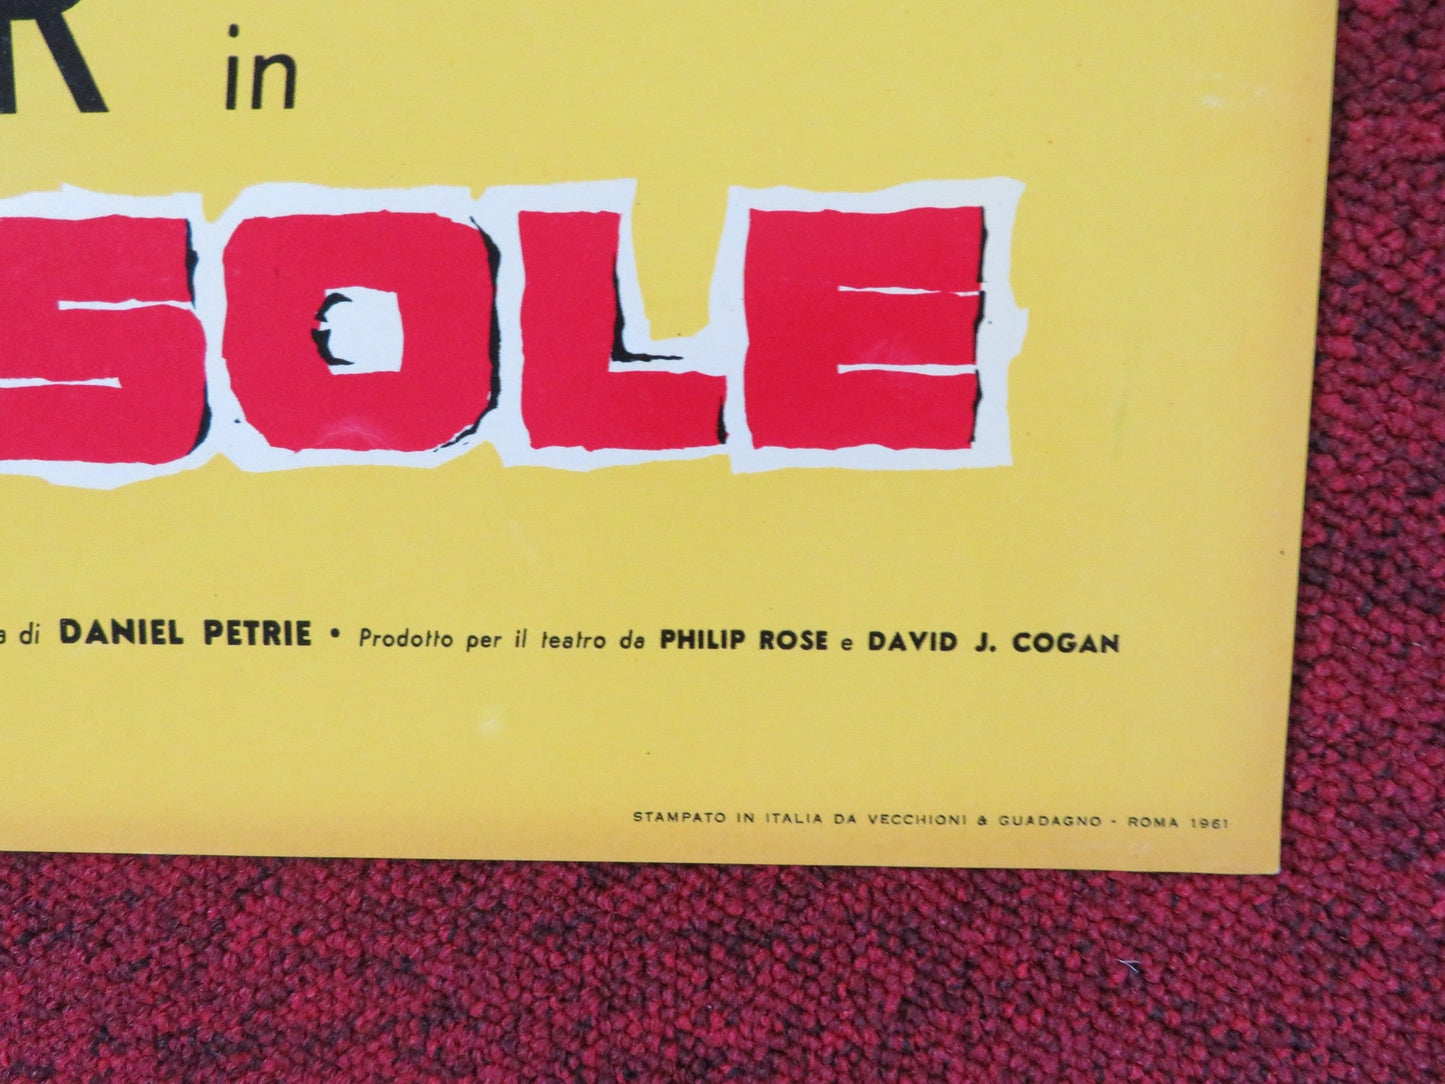 R in
SOLE
a di DANIEL PETRIE • Prodotto per il teatro da PHILIP ROSE e DAVID J. COGAN
STAMPATO IN ITALIA DA VECCHIONI & GUADAGNO - ROMA 1961